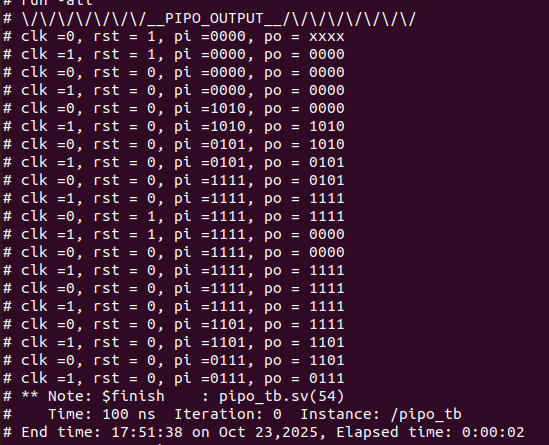 # run -all
# \/\/\/\/\/\/\/\/__PIPO_OUTPUT__/\/\/\/\/\/\/\/\/
# clk =0, rst = 1, pi =0000, po = xxxx
# clk =1, rst = 1, pi =0000, po = 0000
# clk =0, rst = 0, pi =0000, po = 0000
# clk =1, rst = 0, pi =0000, po = 0000
# clk =0, rst = 0, pi =1010, po = 0000
# clk =1, rst = 0, pi =1010, po = 1010
# clk =0, rst = 0, pi =0101, po = 1010
# clk =1, rst = 0, pi =0101, po = 0101
# clk =0, rst = 0, pi =1111, po = 0101
# clk =1, rst = 0, pi =1111, po = 1111
# clk =0, rst = 1, pi =1111, po = 1111
# clk =1, rst = 1, pi =1111, po = 0000
# clk =0, rst = 0, pi =1111, po = 0000
# clk =1, rst = 0, pi =1111, po = 1111
# clk =0, rst = 0, pi =1111, po = 1111
# clk =1, rst = 0, pi =1111, po = 1111
# clk =0, rst = 0, pi =1101, po = 1111
# clk =1, rst = 0, pi =1101, po = 1101
# clk =0, rst = 0, pi =0111, po = 1101
# clk =1, rst = 0, pi =0111, po = 0111
# ** Note: $finish    : pipo_tb.sv(54)
#    Time: 100 ns  Iteration: 0  Instance: /pipo_tb
# End time: 17:51:38 on Oct 23,2025, Elapsed time: 0:00:02